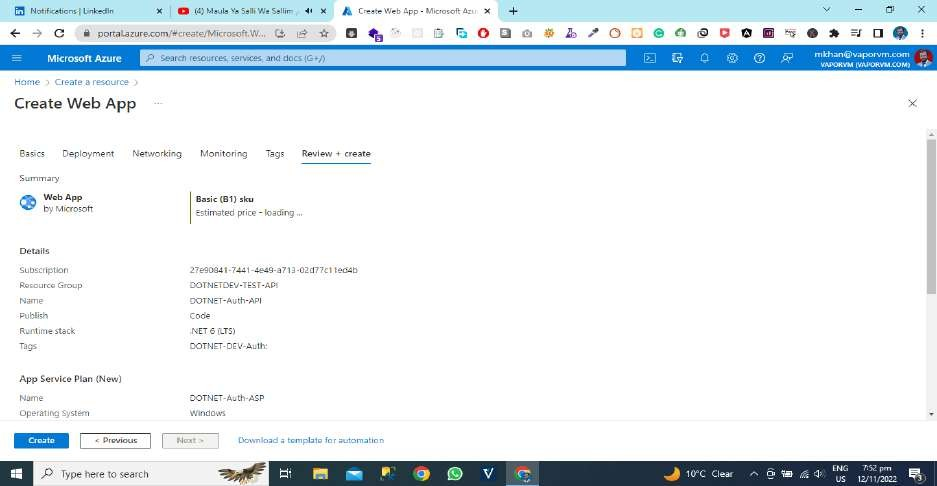 Notifications | LinkedIn
(4) Maula Ya Salli Wa Sallim
Create Web App - Microsoft Azu
portal.azure.com/#create/Microsoft.W...
Microsoft Azure
Search resources, services, and docs (G+/)
mkhan@vaporvm.com
VAPORVM (VAPORVM.COM)
Home > Create a resource >
Create Web App ...
Basics Deployment Networking Monitoring Tags Review + create
Summary
Web App
by Microsoft
Basic (B1) sku
Estimated price - loading ...
Details
Subscription 27e90841-7441-4e49-a713-02d77c11ed4b
Resource Group DOTNETDEV-TEST-API
Name DOTNET-Auth-API
Publish Code
Runtime stack .NET 6 (LTS)
Tags DOTNET-DEV-Auth:
App Service Plan (New)
Name DOTNET-Auth-ASP
Operating System Windows
Create < Previous Next > Download a template for automation
Type here to search
10°C Clear
ENG
US
7:52 pm
12/11/2022
3